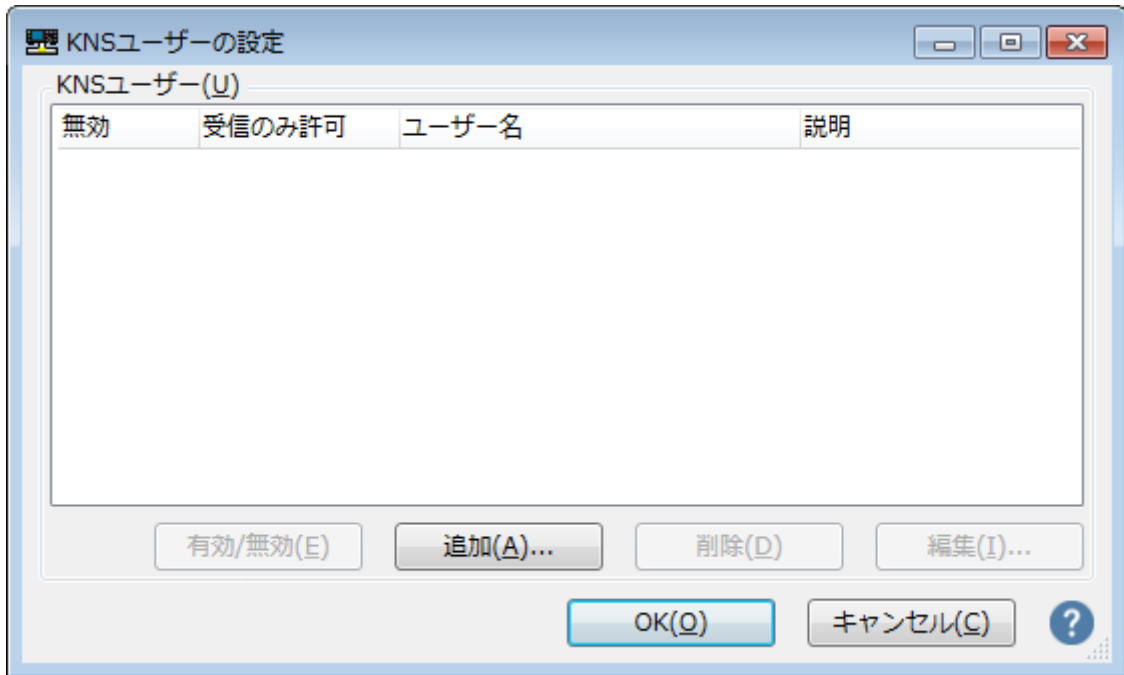 KNSユーザーの設定
KNSユーザー(U)
無効 受信のみ許可 ユーザー名 説明
有効/無効(E) 追加(A)... 削除(D) 編集(I)...
OK(O) キャンセル(C) ?